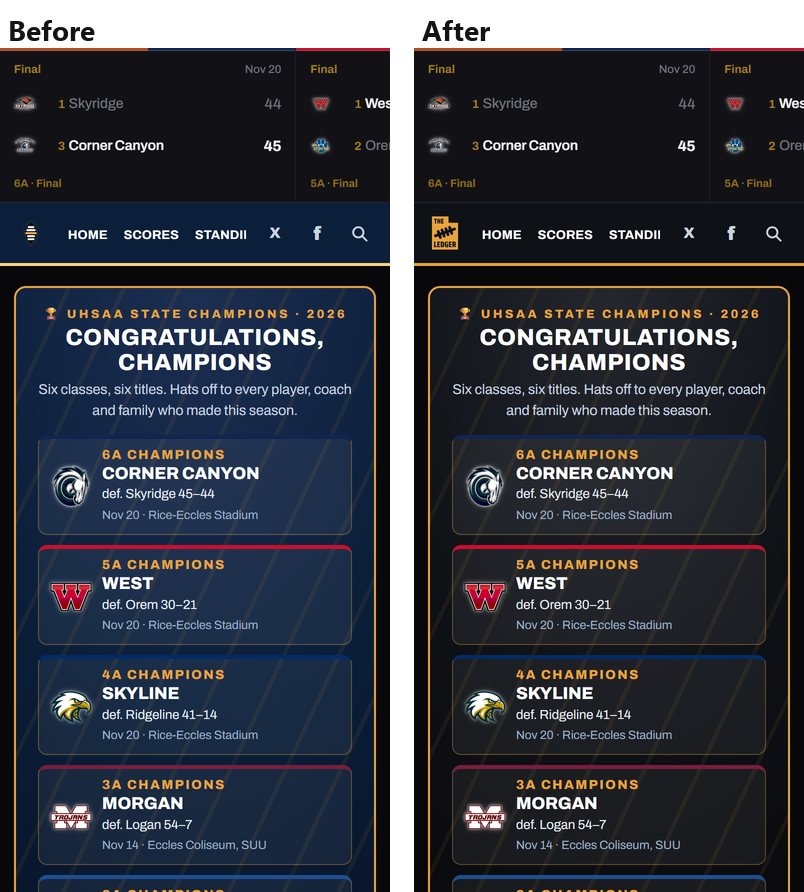 Before
Final Nov 20
1 Skyridge 44
3 Corner Canyon 45
6A · Final
Final
1 Wes
2 Ore
5A · Final
HOME SCORES STANDII X f
🏆 UHSAA STATE CHAMPIONS · 2026
CONGRATULATIONS,
CHAMPIONS
Six classes, six titles. Hats off to every player, coach
and family who made this season.
6A CHAMPIONS
CORNER CANYON
def. Skyridge 45–44
Nov 20 · Rice-Eccles Stadium
5A CHAMPIONS
W WEST
def. Orem 30–21
Nov 20 · Rice-Eccles Stadium
4A CHAMPIONS
SKYLINE
def. Ridgeline 41–14
Nov 20 · Rice-Eccles Stadium
3A CHAMPIONS
MORGAN
TROJANS
def. Logan 54–7
Nov 14 · Eccles Coliseum, SUU
After
Final Nov 20
1 Skyridge 44
3 Corner Canyon 45
6A · Final
Final
1 Wes
2 Ore
5A · Final
THE
LEDGER
HOME SCORES STANDII X f
🏆 UHSAA STATE CHAMPIONS · 2026
CONGRATULATIONS,
CHAMPIONS
Six classes, six titles. Hats off to every player, coach
and family who made this season.
6A CHAMPIONS
CORNER CANYON
def. Skyridge 45–44
Nov 20 · Rice-Eccles Stadium
5A CHAMPIONS
W WEST
def. Orem 30–21
Nov 20 · Rice-Eccles Stadium
4A CHAMPIONS
SKYLINE
def. Ridgeline 41–14
Nov 20 · Rice-Eccles Stadium
3A CHAMPIONS
MORGAN
TROJANS
def. Logan 54–7
Nov 14 · Eccles Coliseum, SUU